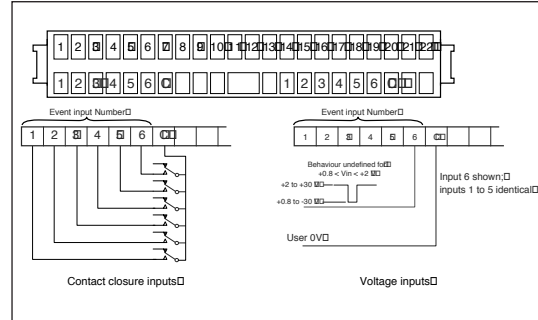 1 2 3 4 5 6 7 8 9 10 11 12 13 14 15 16 17 18 19 20 21 22
1 2 3 4 5 6 C 1 2 3 4 5 6 C
Event input Number
1 2 3 4 5 6 C
Contact closure inputs
Event input Number
1 2 3 4 5 6 C
Behaviour undefined for
+0.8 < Vin < +2 V
+2 to +30 V
+0.8 to -30 V
Input 6 shown;
inputs 1 to 5 identical
User 0V
Voltage inputs